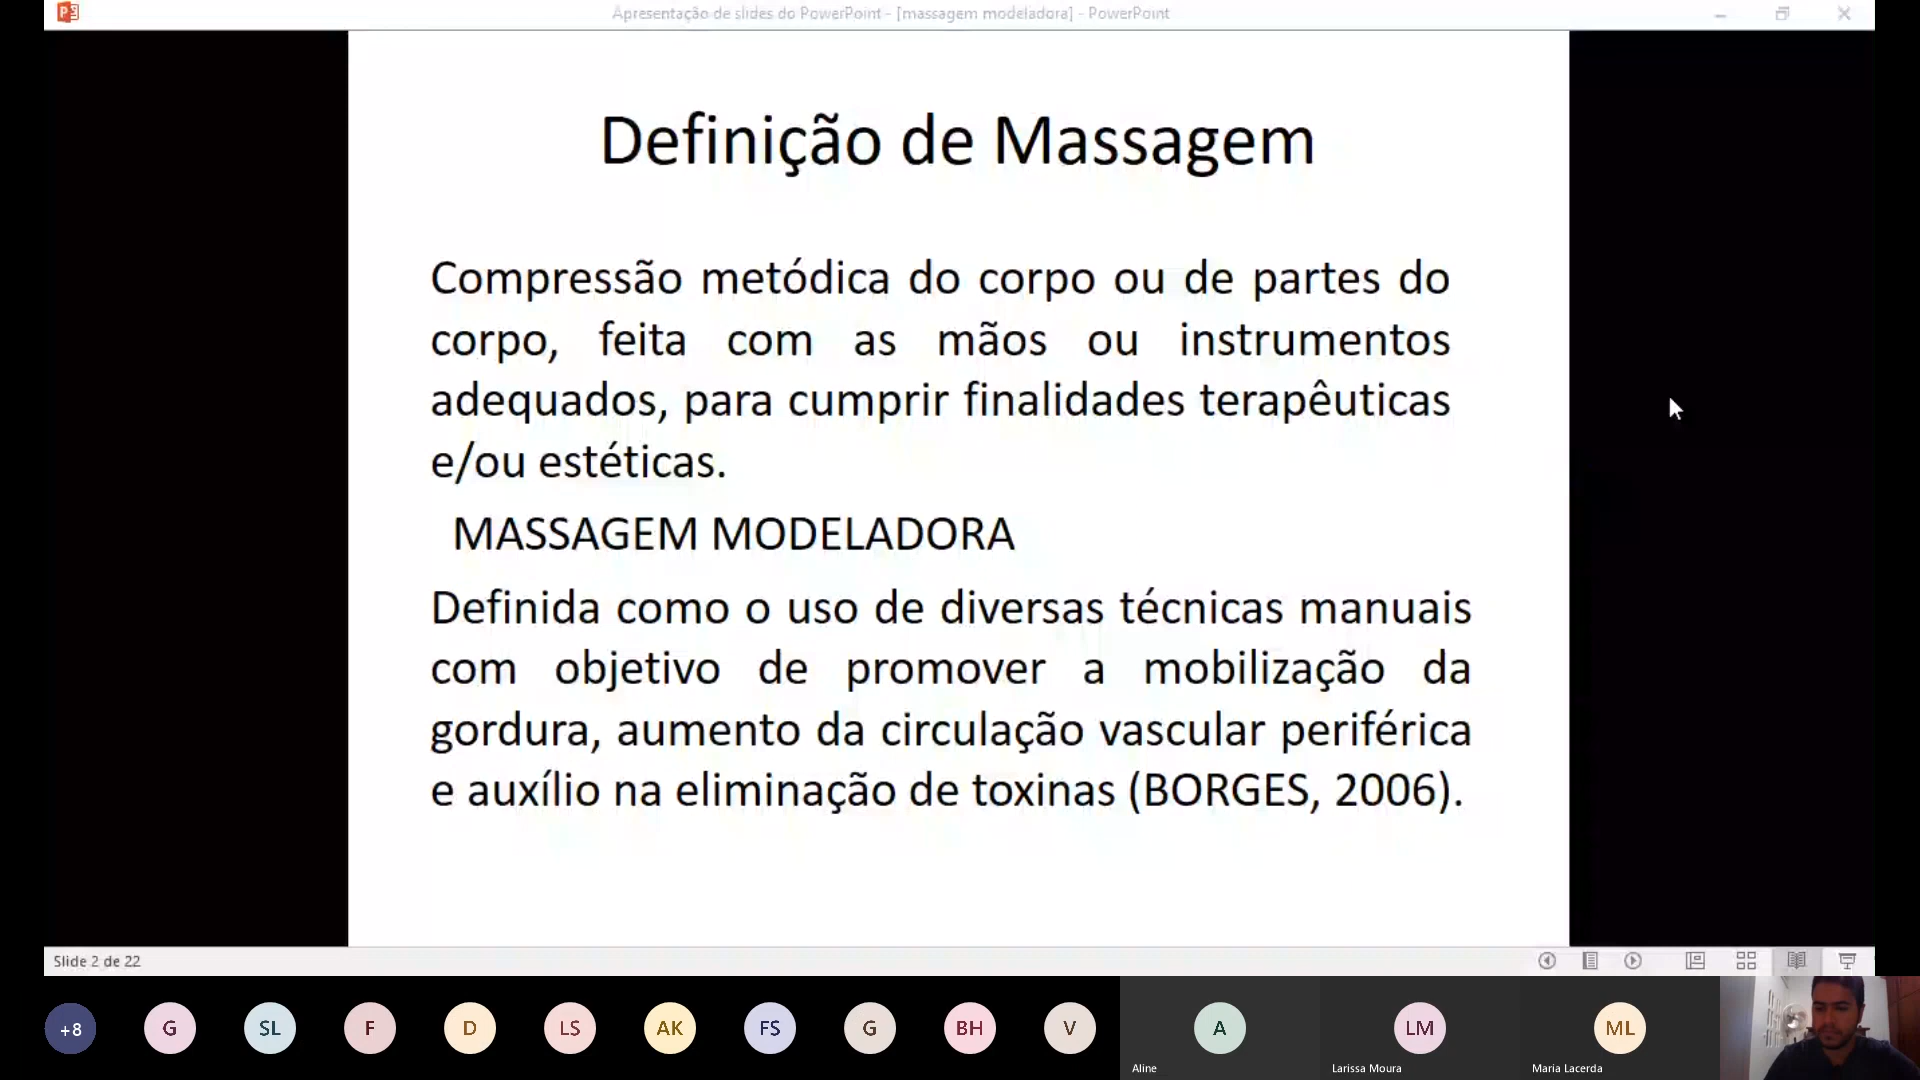 Apresentação de slides do PowerPoint - [massagem modeladora] - PowerPoint
Definição de Massagem
Compressão metódica do corpo ou de partes do
corpo, feita com as mãos ou instrumentos
adequados, para cumprir finalidades terapêuticas
e/ou estéticas.
MASSAGEM MODELADORA
Definida como o uso de diversas técnicas manuais
com objetivo de promover a mobilização da
gordura, aumento da circulação vascular periférica
e auxílio na eliminação de toxinas (BORGES, 2006).
Slide 2 de 22
+8 G SL F D LS AK FS G BH V A LM ML
Aline Larissa Moura Maria Lacerda